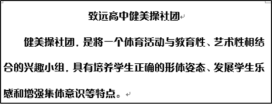 致远高中健美操社团
健美操社团，是将一个体育活动与教育性、艺术性相结
合的兴趣小组，具有培养学生正确的形体姿态、发展学生乐
感和增强集体意识等特点。